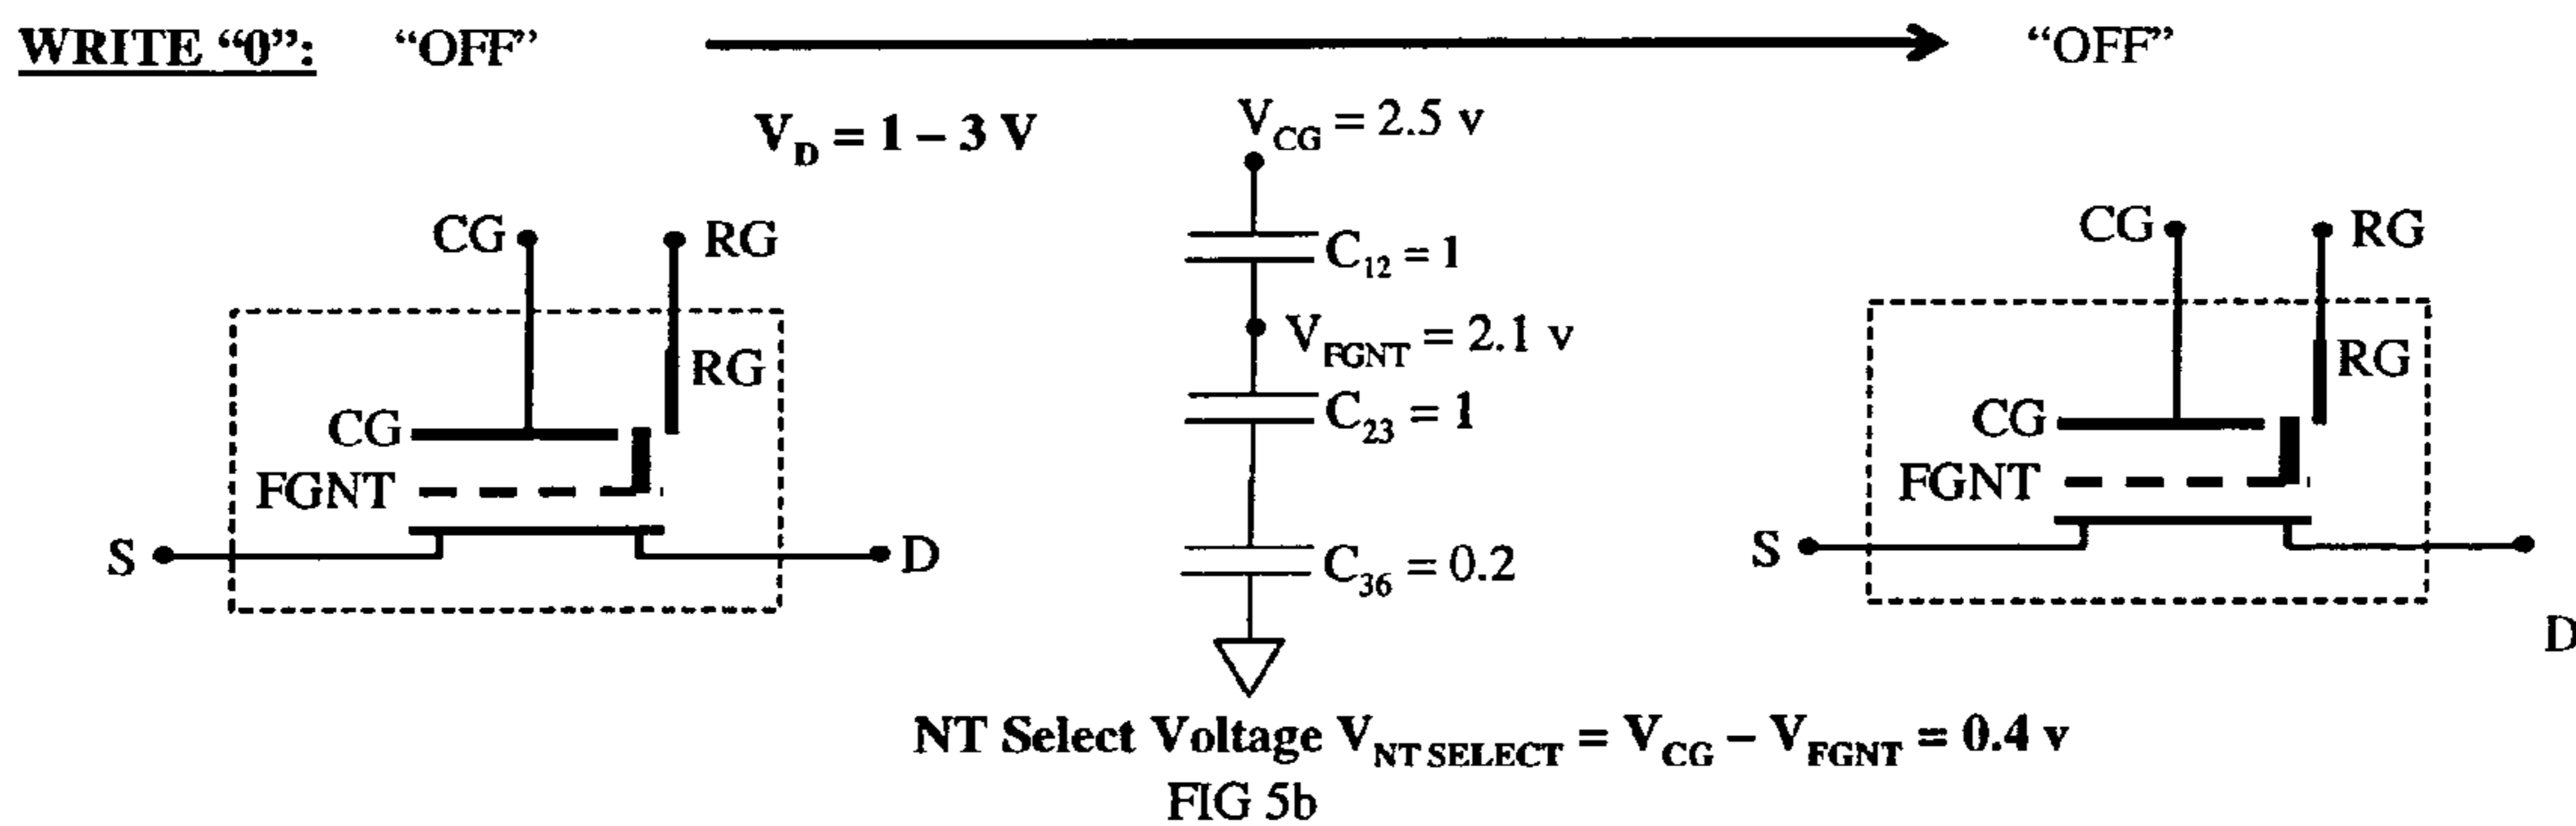 WRITE “0”: “OFF” “OFF”
V_D = 1 – 3 V
V_CG = 2.5 v
CG RG
RG
CG
FGNT
S D
C_12 = 1
V_FGNT = 2.1 v
C_23 = 1
C_36 = 0.2
CG RG
RG
CG
FGNT
S
D
NT Select Voltage V_NT SELECT = V_CG – V_FGNT = 0.4 v
FIG 5b